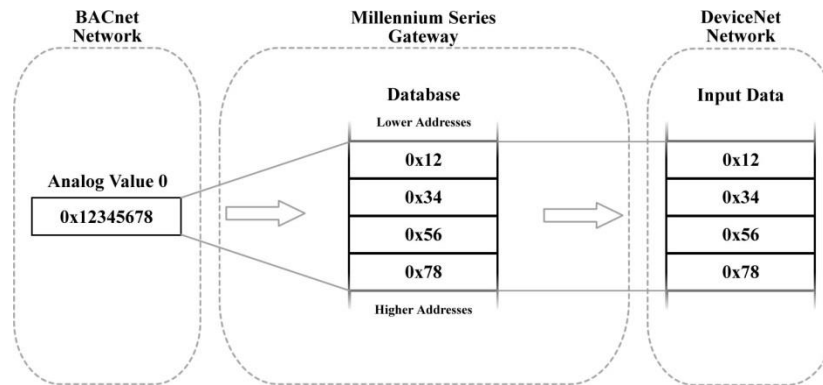 BACnet
Network
Millennium Series
Gateway
DeviceNet
Network
Database
Input Data
Lower Addresses
Analog Value 0
0x12345678
0x12
0x34
0x56
0x78
0x12
0x34
0x56
0x78
Higher Addresses